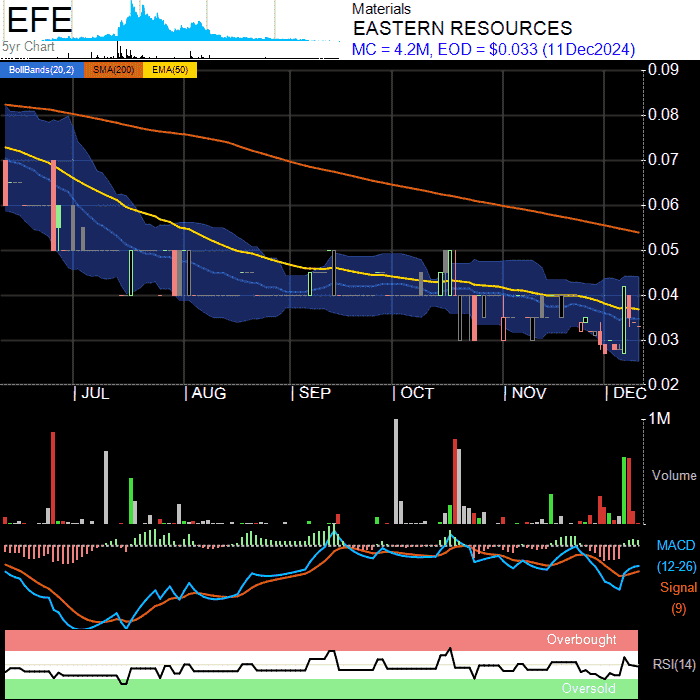 EFE
5yr Chart
Materials
EASTERN RESOURCES
MC = 4.2M, EOD = $0.033 (11Dec2024)
BollBands(20,2) SMA(200) EMA(50)
0.09
0.08
0.07
0.06
0.05
0.04
0.03
0.02
JUL AUG SEP OCT NOV DEC
1M
Volume
MACD
(12-26)
Signal
(9)
Overbought
RSI(14)
Oversold